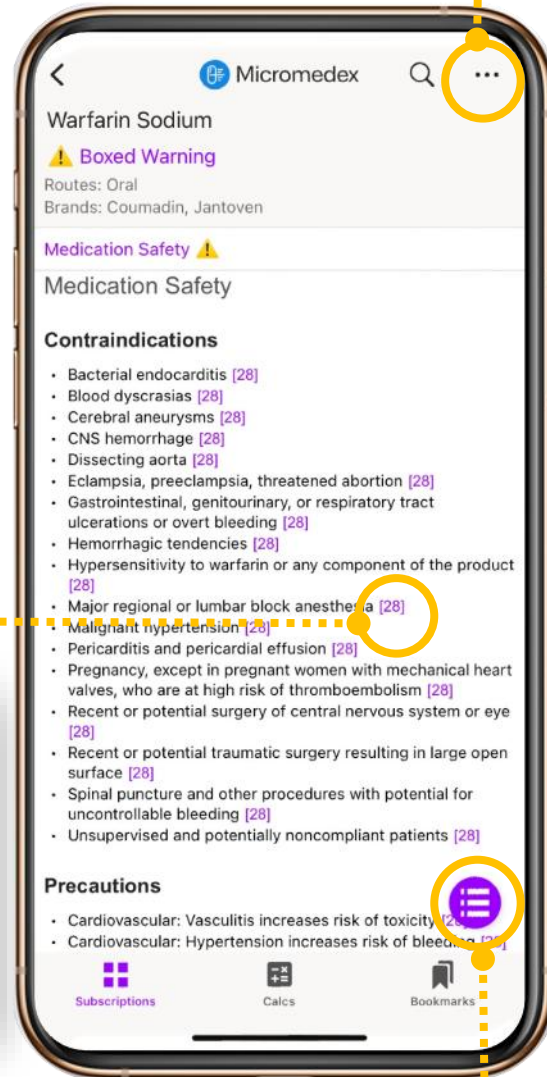 Micromedex
Warfarin Sodium
Boxed Warning
Routes: Oral
Brands: Coumadin, Jantoven
Medication Safety
Medication Safety
Contraindications
• Bacterial endocarditis [28]
• Blood dyscrasias [28]
• Cerebral aneurysms [28]
• CNS hemorrhage [28]
• Dissecting aorta [28]
• Eclampsia, preeclampsia, threatened abortion [28]
• Gastrointestinal, genitourinary, or respiratory tract
ulcerations or overt bleeding [28]
• Hemorrhagic tendencies [28]
• Hypersensitivity to warfarin or any component of the product
[28]
• Major regional or lumbar block anesthesia [28]
• Malignant hypertension [28]
• Pericarditis and pericardial effusion [28]
• Pregnancy, except in pregnant women with mechanical heart
valves, who are at high risk of thromboembolism [28]
• Recent or potential surgery of central nervous system or eye
[28]
• Recent or potential traumatic surgery resulting in large open
surface [28]
• Spinal puncture and other procedures with potential for
uncontrollable bleeding [28]
• Unsupervised and potentially noncompliant patients [28]
Precautions
• Cardiovascular: Vasculitis increases risk of toxicity
• Cardiovascular: Hypertension increases risk of bleeding
Subscriptions
Calcs
Bookmarks